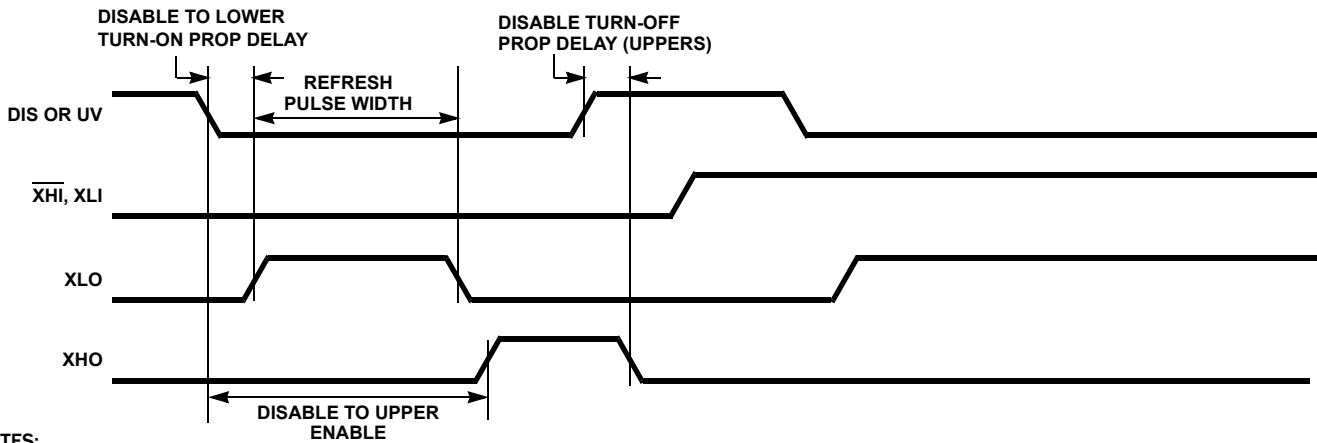 DISABLE TO LOWER
TURN-ON PROP DELAY
DISABLE TURN-OFF
PROP DELAY (UPPERS)
REFRESH
PULSE WIDTH
DIS OR UV
X̅H̅I̅, XLI
XLO
XHO
DISABLE TO UPPER
ENABLE
TES: